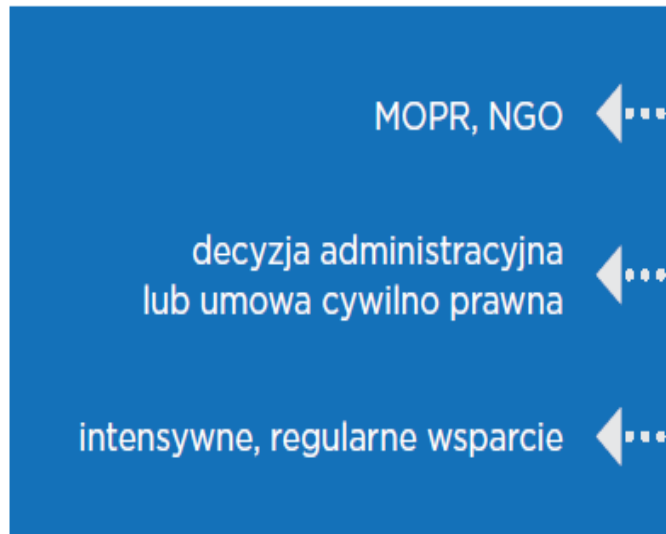 MOPR, NGO
decyzja administracyjna
lub umowa cywilno prawna
intensywne, regularne wsparcie